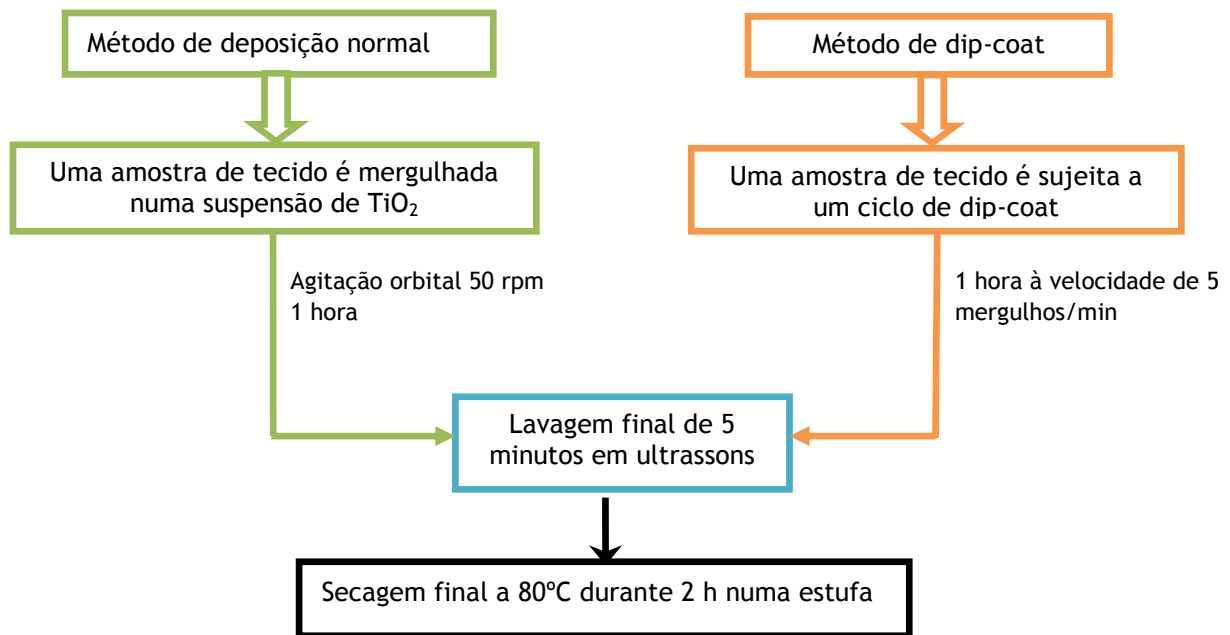 Método de deposição normal
Método de dip-coat
Uma amostra de tecido é mergulhada
numa suspensão de TiO₂
Uma amostra de tecido é sujeita a
um ciclo de dip-coat
Agitação orbital 50 rpm
1 hora
1 hora à velocidade de 5
mergulhos/min
Lavagem final de 5
minutos em ultrassons
Secagem final a 80ºC durante 2 h numa estufa